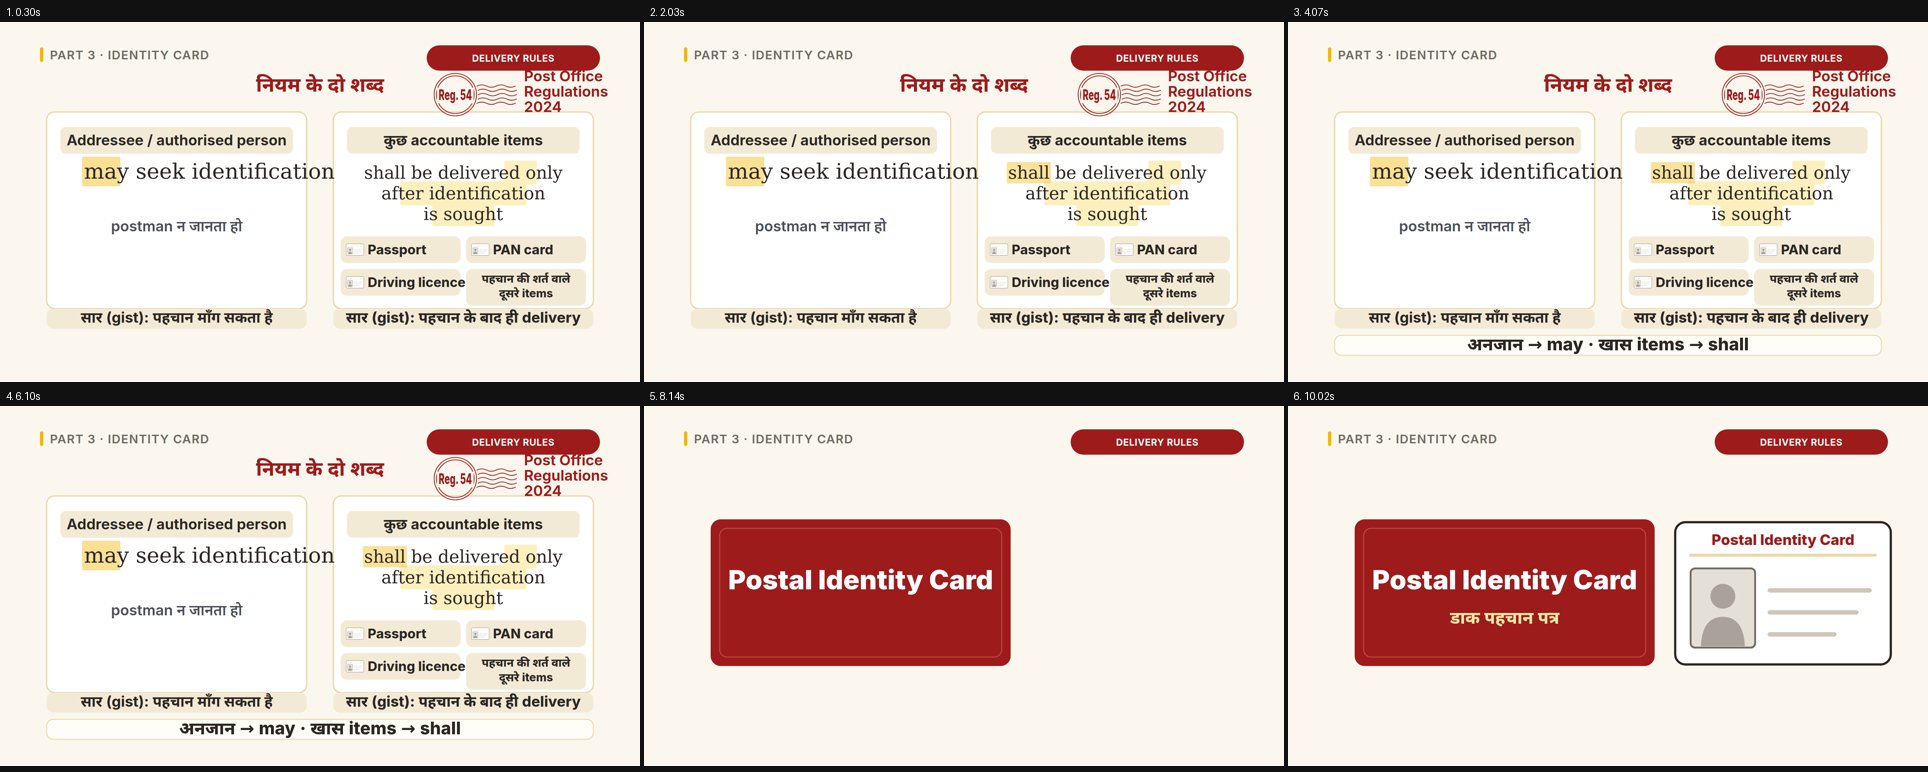 1. 0.30s
PART 3 · IDENTITY CARD
DELIVERY RULES
नियम के दो शब्द
Reg. 54
Post Office
Regulations
2024
Addressee / authorised person
may seek identification
postman न जानता हो
कुछ accountable items
shall be delivered only
after identification
is sought
Passport
PAN card
Driving licence
पहचान की शर्त वाले
दूसरे items
सार (gist): पहचान माँग सकता है
सार (gist): पहचान के बाद ही delivery
2. 2.03s
PART 3 · IDENTITY CARD
DELIVERY RULES
नियम के दो शब्द
Reg. 54
Post Office
Regulations
2024
Addressee / authorised person
may seek identification
postman न जानता हो
कुछ accountable items
shall be delivered only
after identification
is sought
Passport
PAN card
Driving licence
पहचान की शर्त वाले
दूसरे items
सार (gist): पहचान माँग सकता है
सार (gist): पहचान के बाद ही delivery
3. 4.07s
PART 3 · IDENTITY CARD
DELIVERY RULES
नियम के दो शब्द
Reg. 54
Post Office
Regulations
2024
Addressee / authorised person
may seek identification
postman न जानता हो
कुछ accountable items
shall be delivered only
after identification
is sought
Passport
PAN card
Driving licence
पहचान की शर्त वाले
दूसरे items
सार (gist): पहचान माँग सकता है
सार (gist): पहचान के बाद ही delivery
अनजान → may · खास items → shall
4. 6.10s
PART 3 · IDENTITY CARD
DELIVERY RULES
नियम के दो शब्द
Reg. 54
Post Office
Regulations
2024
Addressee / authorised person
may seek identification
postman न जानता हो
कुछ accountable items
shall be delivered only
after identification
is sought
Passport
PAN card
Driving licence
पहचान की शर्त वाले
दूसरे items
सार (gist): पहचान माँग सकता है
सार (gist): पहचान के बाद ही delivery
अनजान → may · खास items → shall
5. 8.14s
PART 3 · IDENTITY CARD
DELIVERY RULES
Postal Identity Card
6. 10.02s
PART 3 · IDENTITY CARD
DELIVERY RULES
Postal Identity Card
डाक पहचान पत्र
Postal Identity Card